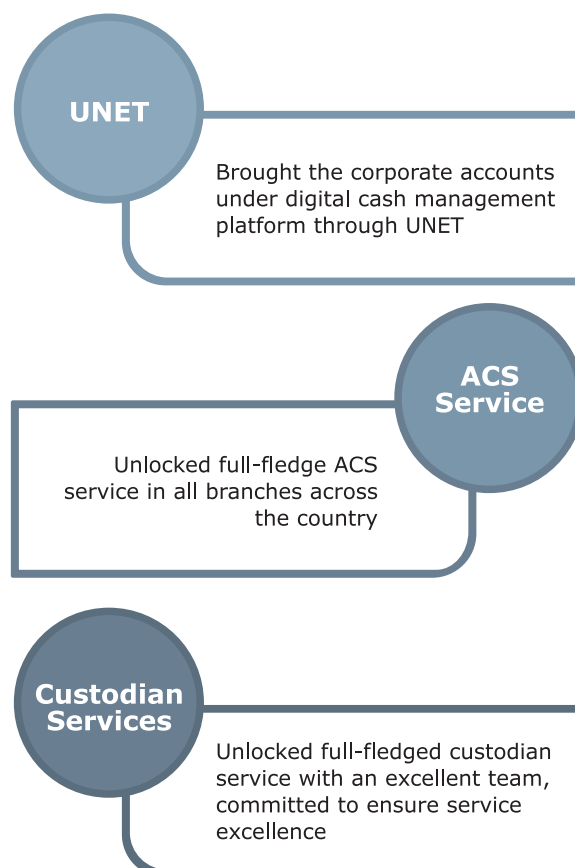 UNET
Brought the corporate accounts
under digital cash management
platform through UNET
ACS
Service
Unlocked full-fledge ACS
service in all branches across
the country
Custodian
Services
Unlocked full-fledged custodian
service with an excellent team,
committed to ensure service
excellence